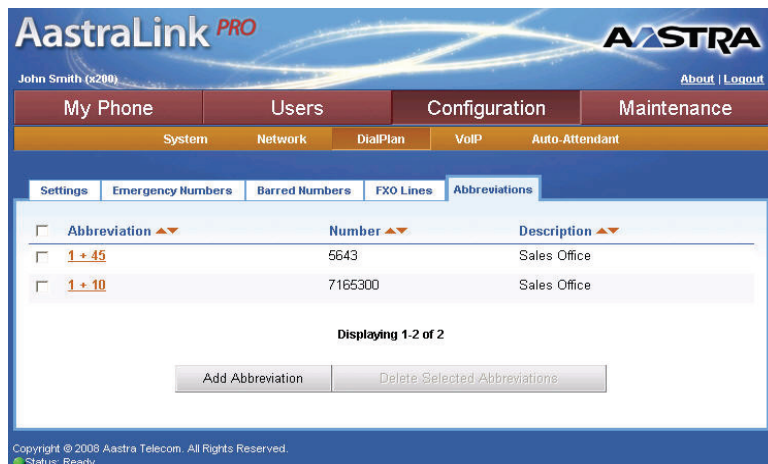 AastraLink PRO
AASTRA
John Smith (x200)
About | Logout
My Phone Users Configuration Maintenance
System Network DialPlan VoIP Auto-Attendant
Settings Emergency Numbers Barred Numbers FXO Lines Abbreviations
Abbreviation Number Description
1 + 45 5643 Sales Office
1 + 10 7165300 Sales Office
Displaying 1-2 of 2
Add Abbreviation Delete Selected Abbreviations
Copyright © 2008 Aastra Telecom. All Rights Reserved.
Status: Ready